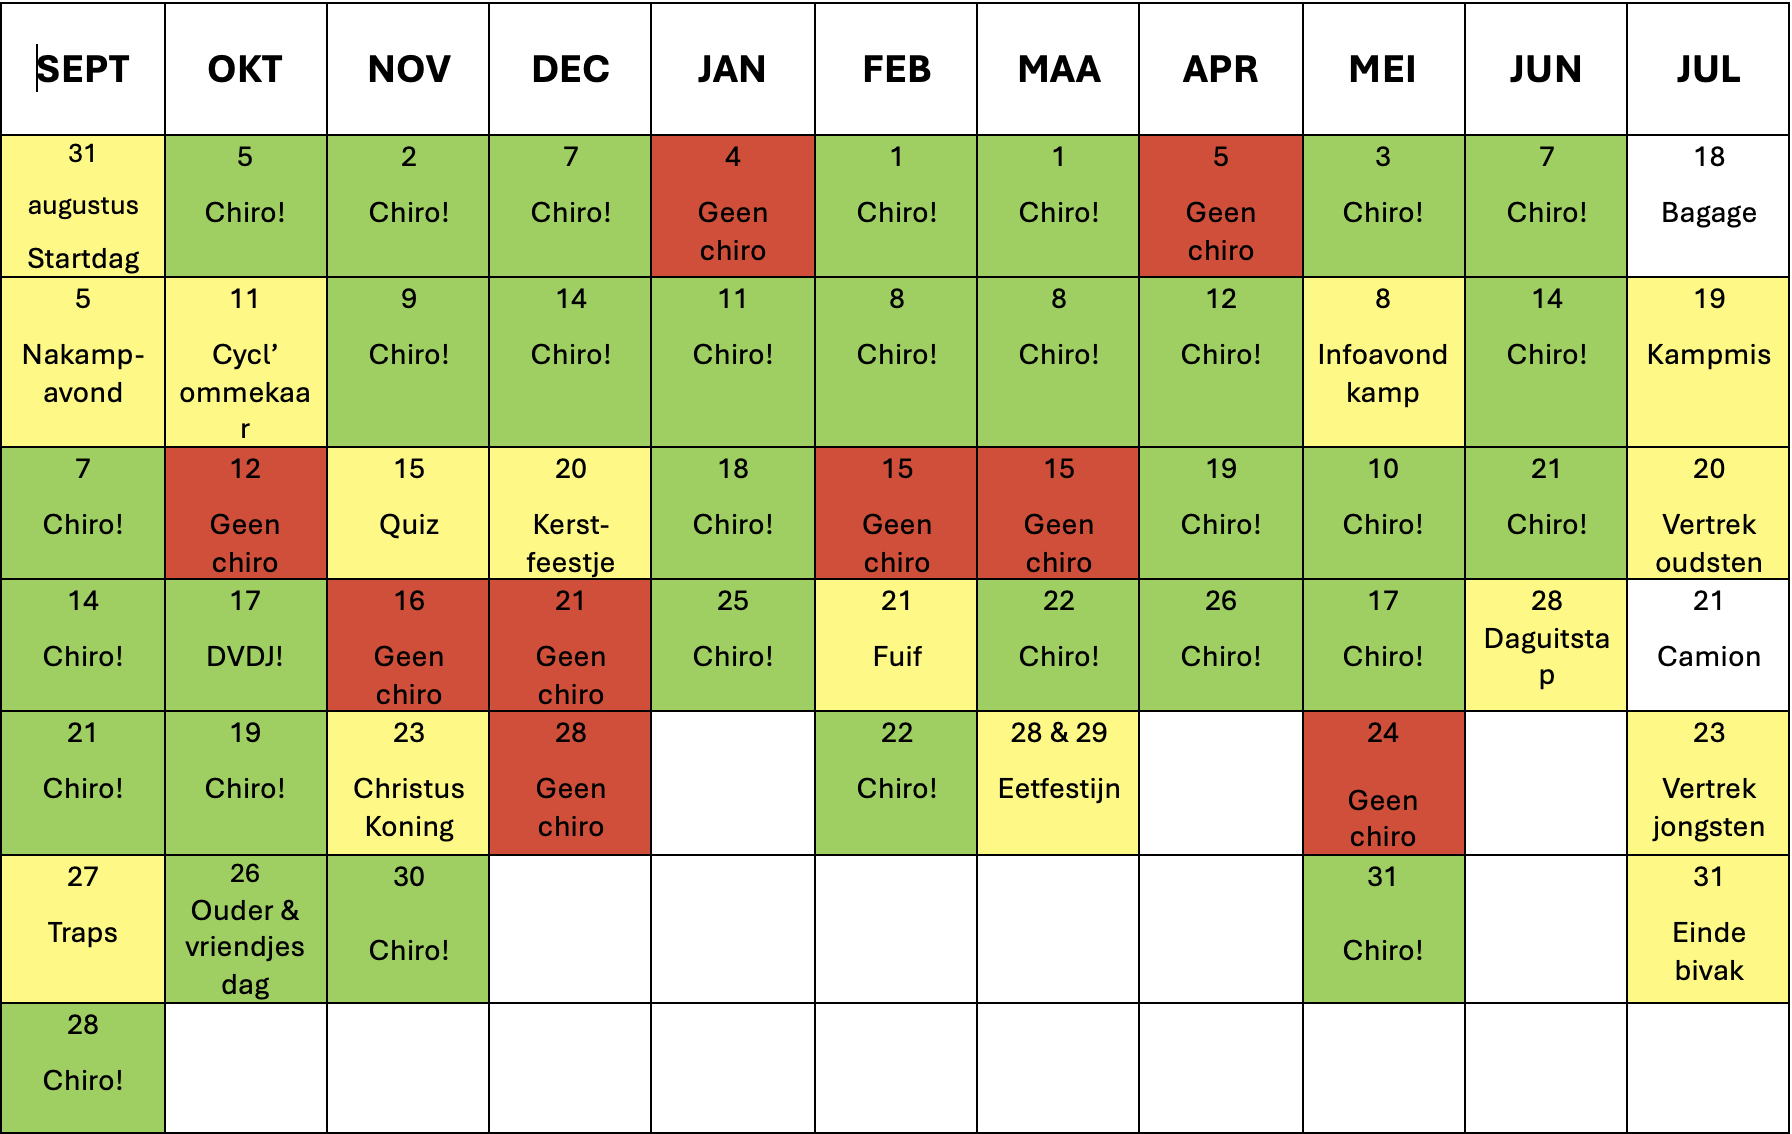 SEPT OKT NOV DEC JAN FEB MAA APR MEI JUN JUL
31
augustus
Startdag
5
Chiro!
2
Chiro!
7
Chiro!
4
Geen
chiro
1
Chiro!
1
Chiro!
5
Geen
chiro
3
Chiro!
7
Chiro!
18
Bagage
5
Nakamp-
avond
11
Cycl’
ommekaa
r
9
Chiro!
14
Chiro!
11
Chiro!
8
Chiro!
8
Chiro!
12
Chiro!
8
Infoavond
kamp
14
Chiro!
19
Kampmis
7
Chiro!
12
Geen
chiro
15
Quiz
20
Kerst-
feestje
18
Chiro!
15
Geen
chiro
15
Geen
chiro
19
Chiro!
10
Chiro!
21
Chiro!
20
Vertrek
oudsten
14
Chiro!
17
DVDJ!
16
Geen
chiro
21
Geen
chiro
25
Chiro!
21
Fuif
22
Chiro!
26
Chiro!
17
Chiro!
28
Daguitsta
p
21
Camion
21
Chiro!
19
Chiro!
23
Christus
Koning
28
Geen
chiro
22
Chiro!
28 & 29
Eetfestijn
24
Geen
chiro
23
Vertrek
jongsten
27
Traps
26
Ouder &
vriendjes
dag
30
Chiro!
31
Chiro!
31
Einde
bivak
28
Chiro!